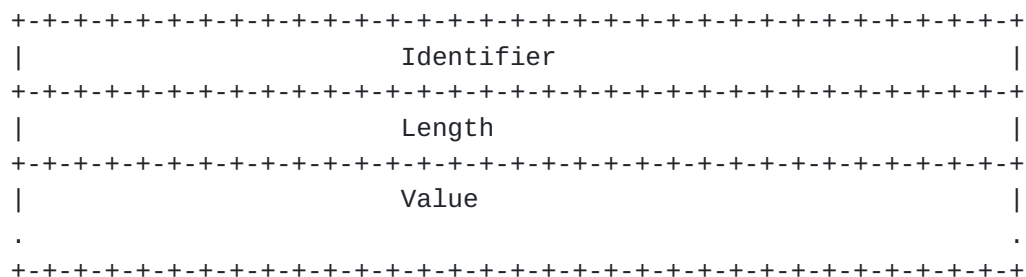 +-+-+-+-+-+-+-+-+-+-+-+-+-+-+-+-+-+-+-+-+-+-+-+-+-+-+-+-+-+-+-+-+
|                        Identifier                             |
+-+-+-+-+-+-+-+-+-+-+-+-+-+-+-+-+-+-+-+-+-+-+-+-+-+-+-+-+-+-+-+-+
|                        Length                                 |
+-+-+-+-+-+-+-+-+-+-+-+-+-+-+-+-+-+-+-+-+-+-+-+-+-+-+-+-+-+-+-+-+
|                        Value                                  |
.                                                               .
+-+-+-+-+-+-+-+-+-+-+-+-+-+-+-+-+-+-+-+-+-+-+-+-+-+-+-+-+-+-+-+-+